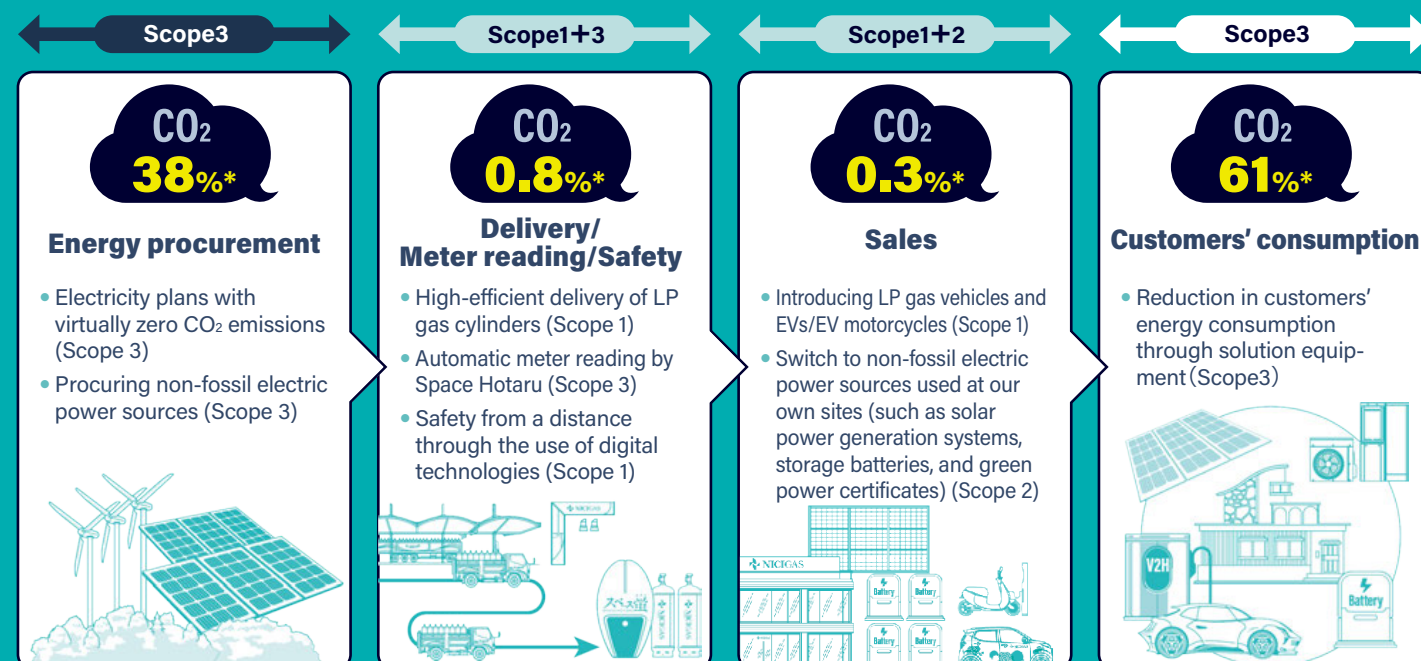 Scope3
Scope1+3
Scope1+2
Scope3
CO₂
38%*
Energy procurement
• Electricity plans with
virtually zero CO₂ emissions
(Scope 3)
• Procuring non-fossil electric
power sources (Scope 3)
CO₂
0.8%*
Delivery/
Meter reading/Safety
• High-efficient delivery of LP
gas cylinders (Scope 1)
• Automatic meter reading by
Space Hotaru (Scope 3)
• Safety from a distance
through the use of digital
technologies (Scope 1)
NICIGAS
スペース蛍
CO₂
0.3%*
Sales
• Introducing LP gas vehicles and
EVs/EV motorcycles (Scope 1)
• Switch to non-fossil electric
power sources used at our
own sites (such as solar
power generation systems,
storage batteries, and green
power certificates) (Scope 2)
NICIGAS
Battery
Battery
Battery
Battery
CO₂
61%*
Customers’ consumption
• Reduction in customers’
energy consumption
through solution equip-
ment (Scope3)
V2H
Battery